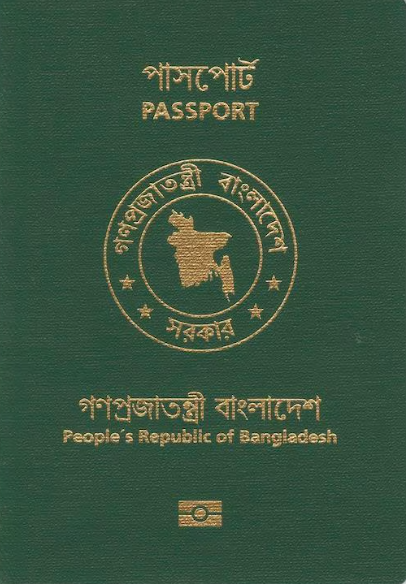 পাসপোর্ট
PASSPORT
গণপ্রজাতন্ত্রী বাংলাদেশ
সরকার
গণপ্রজাতন্ত্রী বাংলাদেশ
People's Republic of Bangladesh